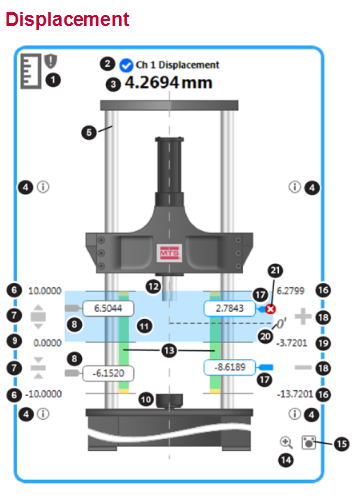 Displacement
2 Ch 1 Displacement
1 3 4.2694 mm
5
4 i i 4
MTS
12 21
6 10.0000 17 6.2799 16
7 8 6.5044 11 2.7843 18
20 0'
9 0.0000 13 -3.7201 19
7 8 -6.1520 -8.6189 17 18
6 -10.0000 10 -13.7201 16
4 i i 4
14 15